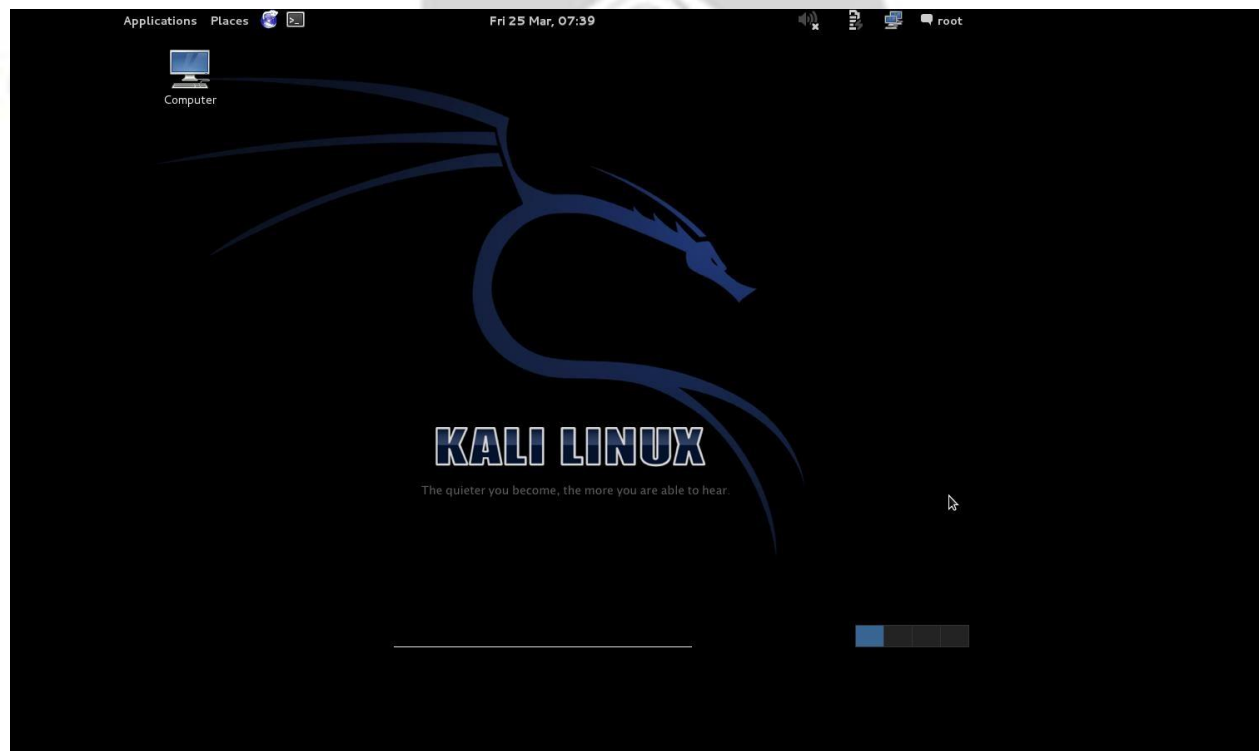 Applications Places Fri 25 Mar, 07:39 root
Computer
KALI LINUX
The quieter you become, the more you are able to hear.